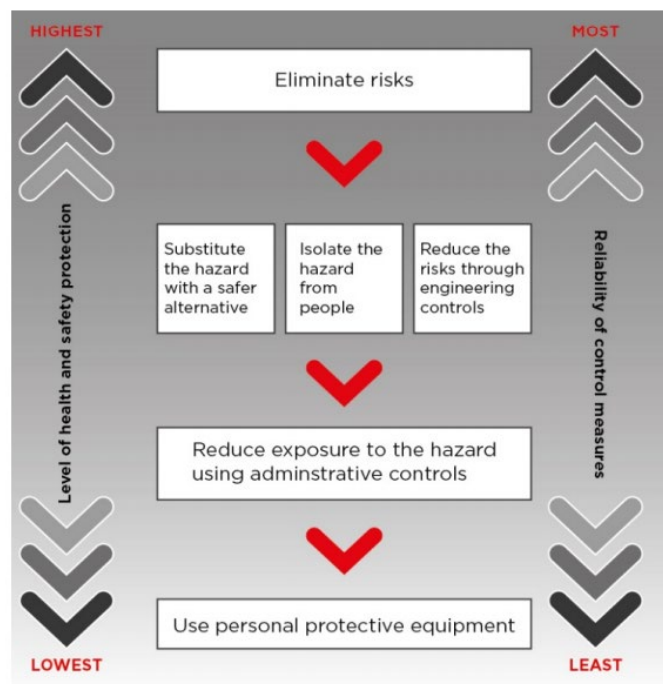 HIGHEST
MOST
Eliminate risks
Substitute
the hazard
with a safer
alternative
Isolate the
hazard
from
people
Reduce the
risks through
engineering
controls
Level of health and safety protection
Reliability of control measures
Reduce exposure to the hazard
using adminstrative controls
Use personal protective equipment
LOWEST
LEAST